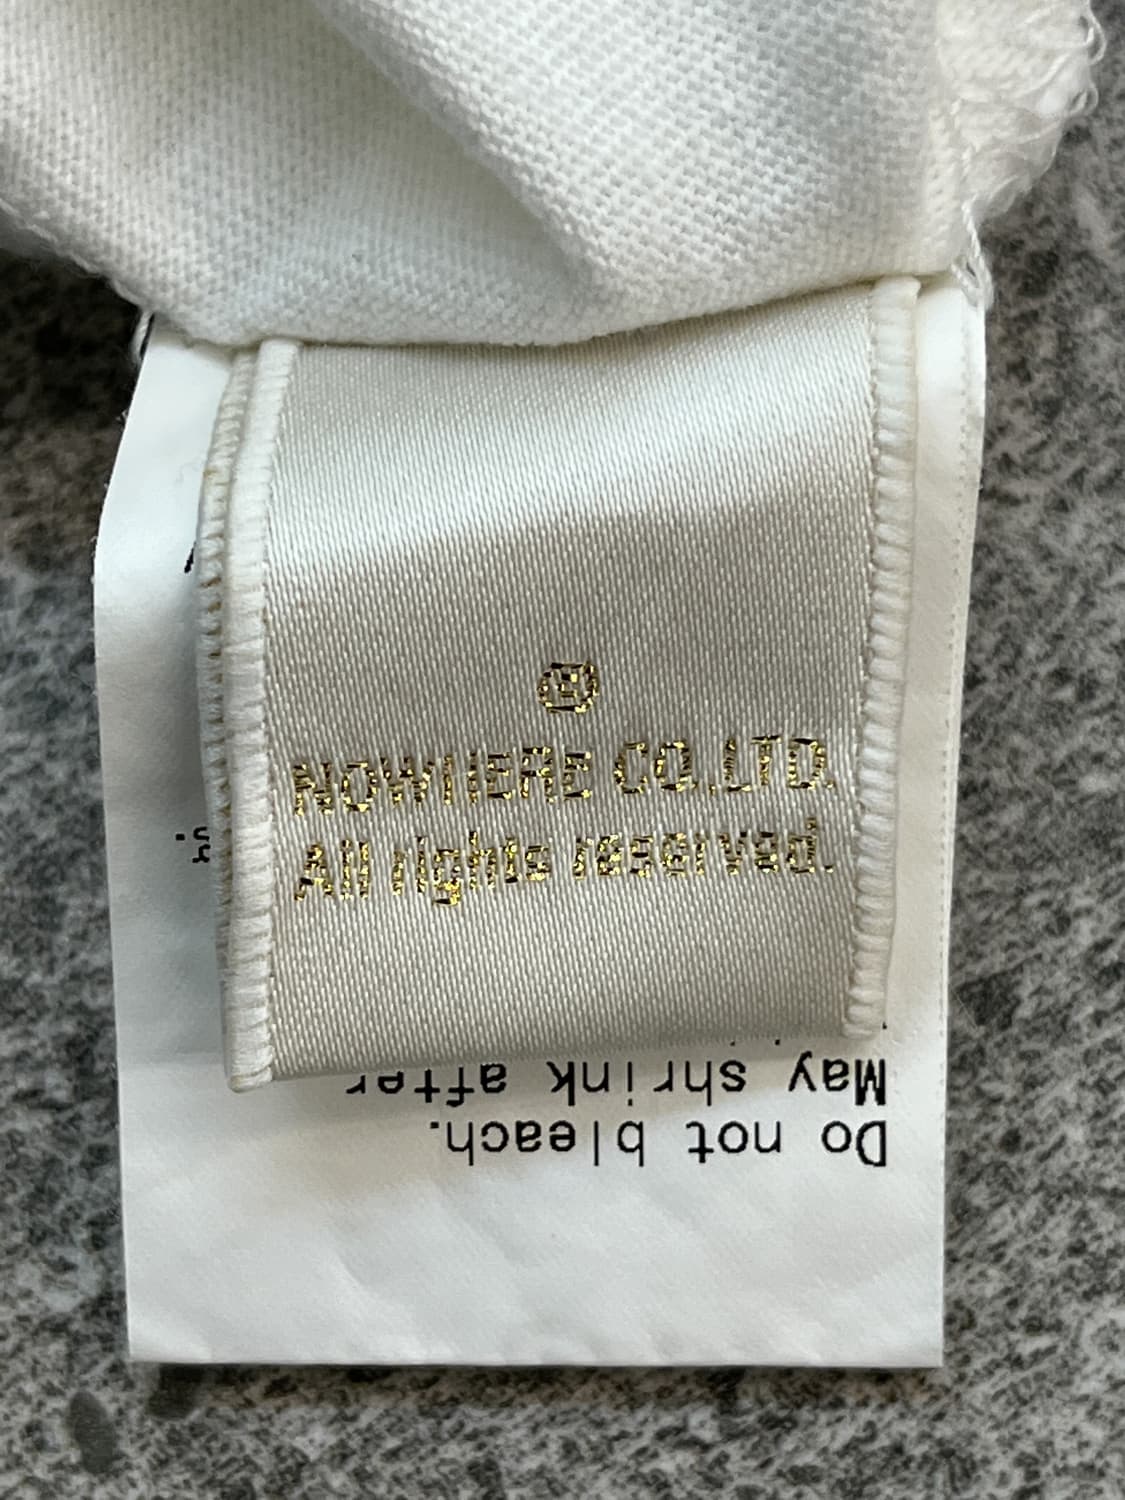 ®
NOWHERE CO.,LTD.
All rights reserved.
Do not bleach.
May shrink after